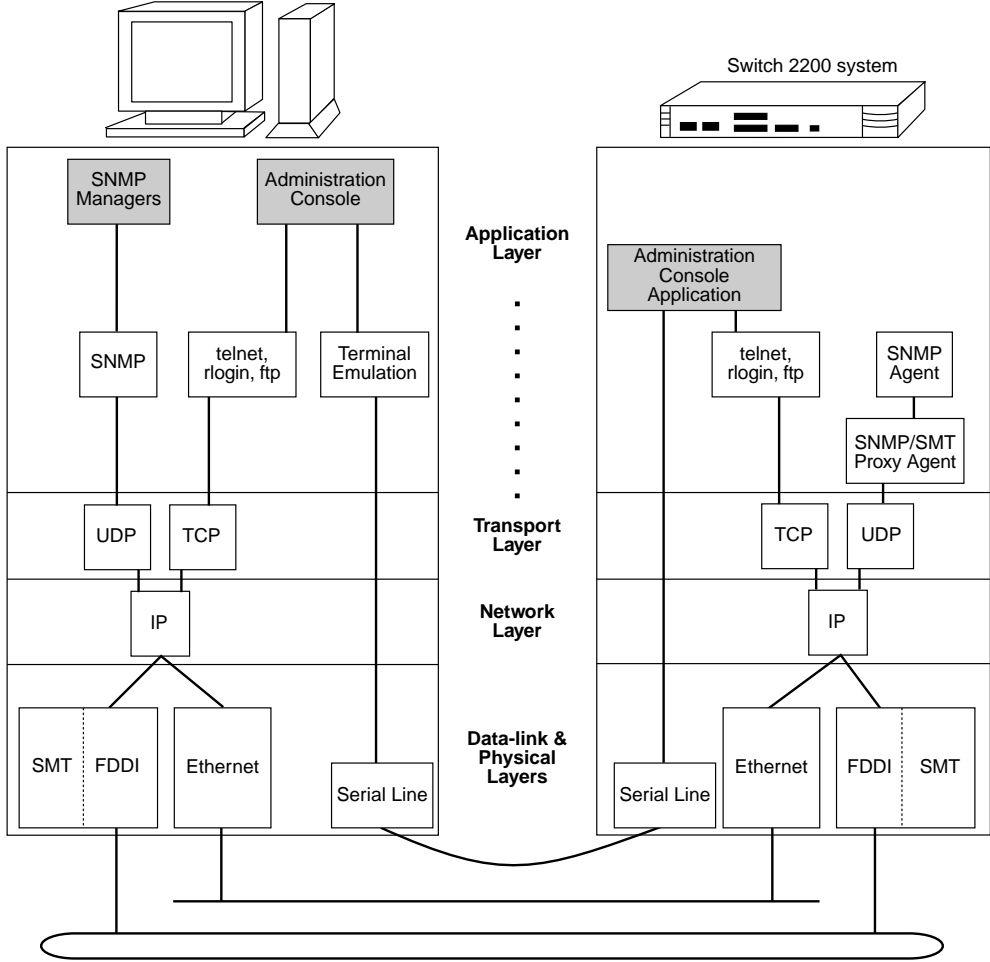 Switch 2200 system
SNMP
Managers
Administration
Console
Application
Layer
Administration
Console
Application
SNMP
telnet,
rlogin, ftp
Terminal
Emulation
telnet,
rlogin, ftp
SNMP
Agent
SNMP/SMT
Proxy Agent
UDP
TCP
Transport
Layer
TCP
UDP
IP
Network
Layer
IP
SMT
FDDI
Ethernet
Serial Line
Data-link &
Physical
Layers
Serial Line
Ethernet
FDDI
SMT